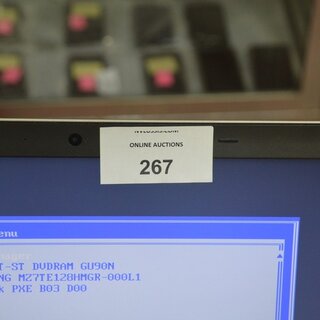 ONLINE AUCTIONS
267
enu
T-ST DVDRAM GU90N
NG MZ7TE128HMGR-000L1
k PXE B03 D00